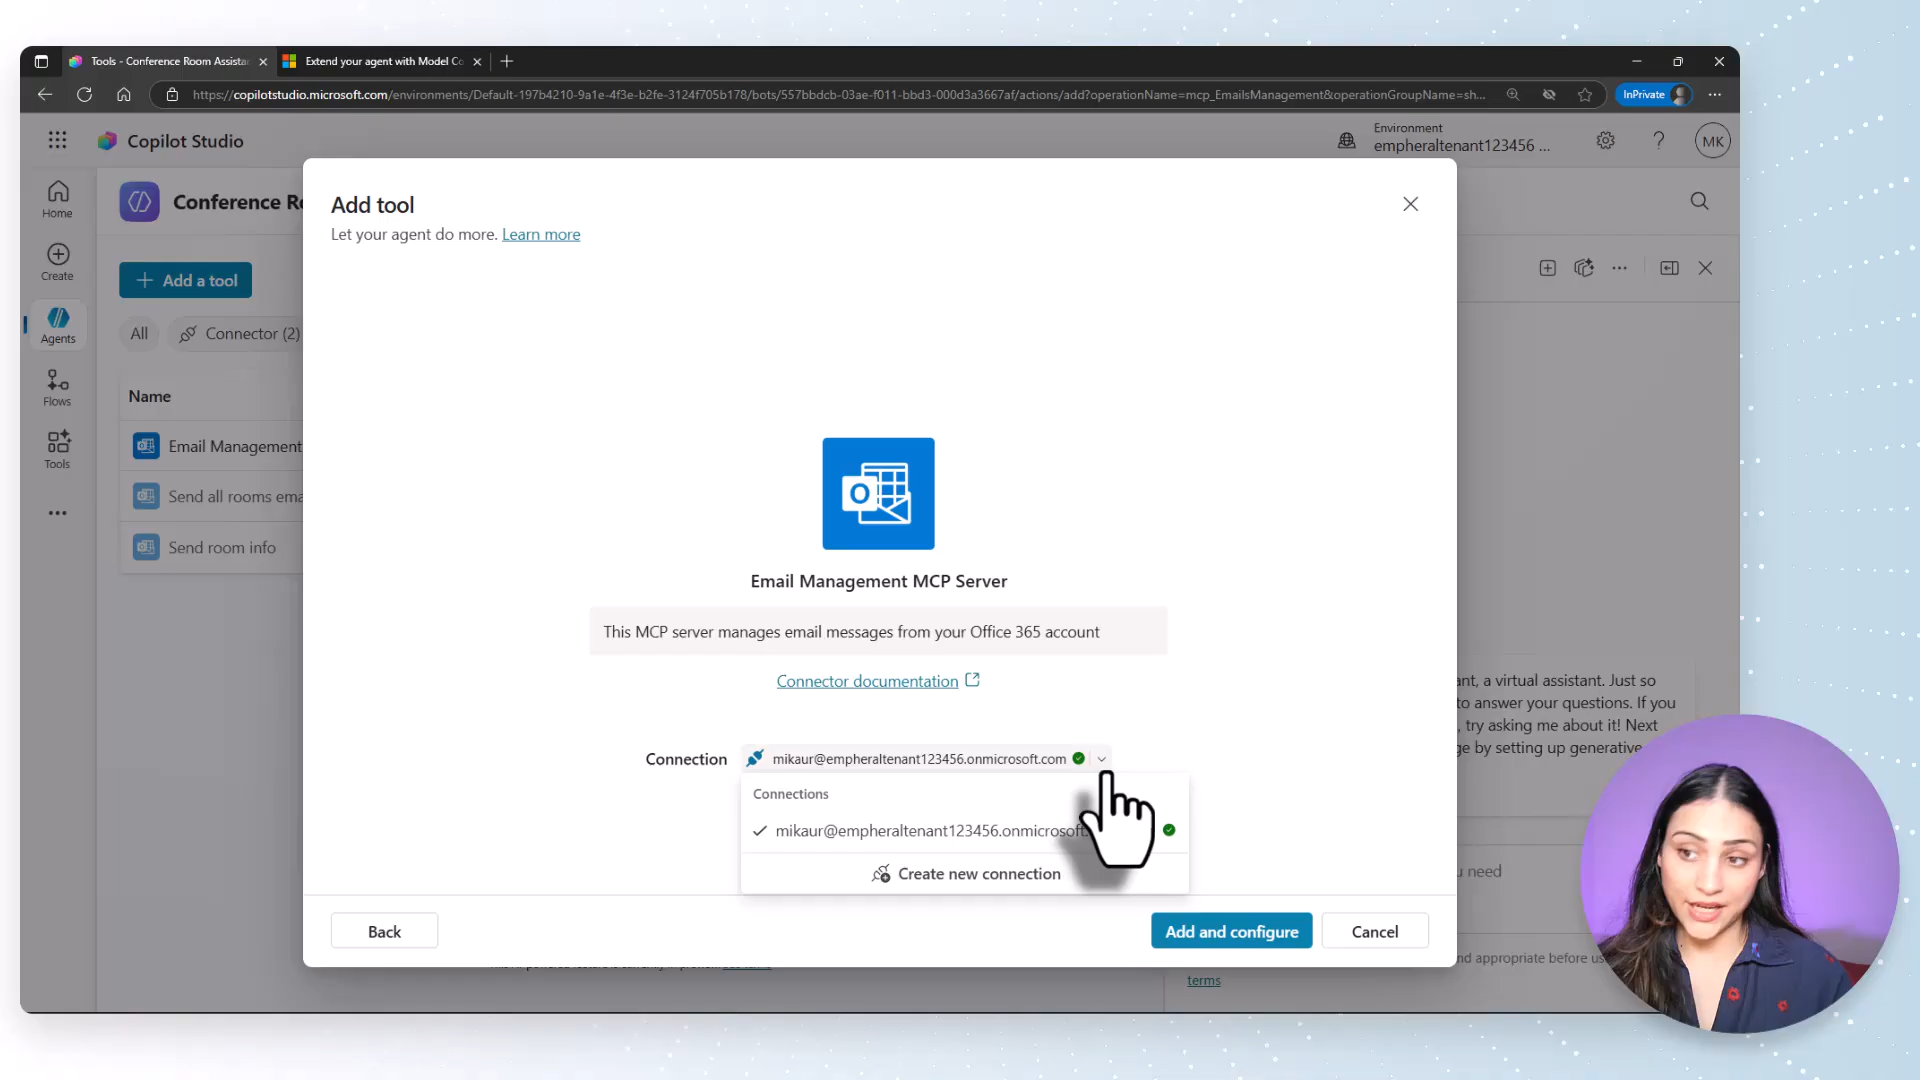 Tools - Conference Room Assista
Extend your agent with Model Co
https://copilotstudio.microsoft.com/environments/Default-197b4210-9a1e-4f3e-b2fe-3124f705b178/bots/557bbdcb-03ae-f011-bbd3-000d3a3667af/actions/add?operationName=mcp_EmailsManagement&operationGroupName=sh...
InPrivate
Copilot Studio
Environment
empheraltenant123456 ...
MK
Home
Create
Agents
Flows
Tools
Conference Ro
Add a tool
All
Connector (2)
Name
Email Management
Send all rooms ema
Send room info
Add tool
Let your agent do more. Learn more
Email Management MCP Server
This MCP server manages email messages from your Office 365 account
Connector documentation
Connection
mikaur@empheraltenant123456.onmicrosoft.com
Connections
mikaur@empheraltenant123456.onmicrosoft.
Create new connection
Back
Add and configure
Cancel
ant, a virtual assistant. Just so
to answer your questions. If you
, try asking me about it! Next
ge by setting up generative
u need
nd appropriate before us
terms